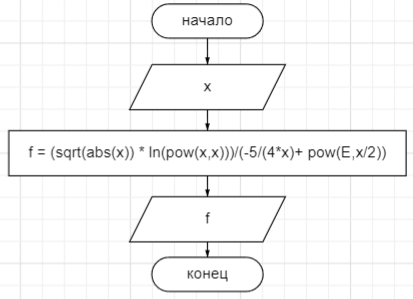 начало
x
f = (sqrt(abs(x)) * ln(pow(x,x)))/(-5/(4*x)+ pow(E,x/2))
f
конец